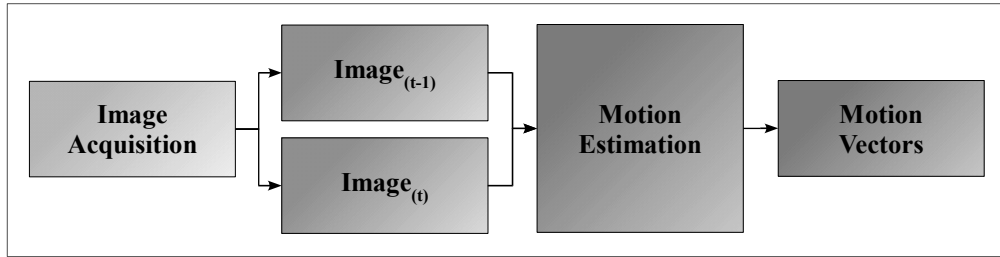 Image
Acquisition
Image(t-1)
Image(t)
Motion
Estimation
Motion
Vectors